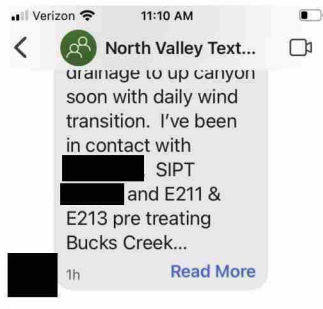 Verizon 11:10 AM
North Valley Text...
drainage to up canyon
soon with daily wind
transition. I've been
in contact with
SIPT
and E211 &
E213 pre treating
Bucks Creek...
1h Read More